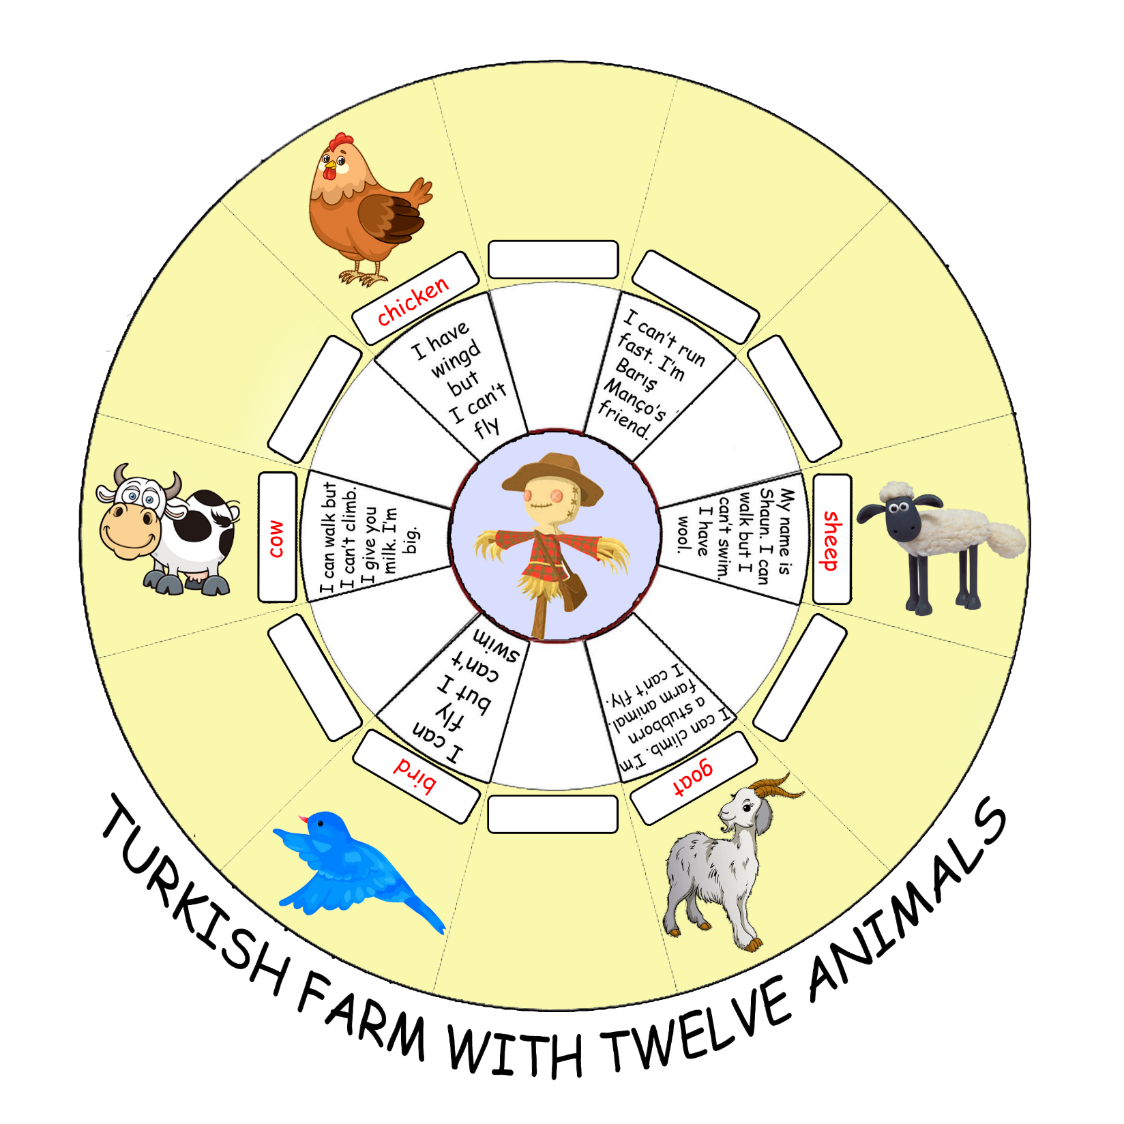 chicken
I have
wingd
but
I can't
fly
I can't run
fast. I'm
Barış
Manço's
friend.
sheep
My name is
Shaun. I can
walk but I
can't swim.
I have
wool.
goat
I can climb. I'm
a stubborn
farm animal.
I can't fly.
bird
I can
fly
but I
can't
swim
cow
I can walk but
I can't climb.
I give you
milk. I'm
big.
TURKISH FARM WITH TWELVE ANIMALS